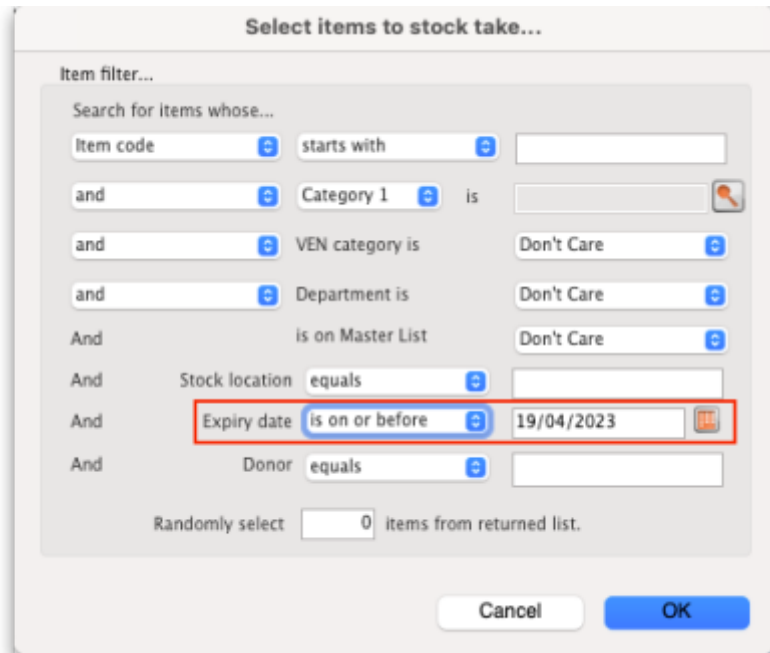 Select items to stock take...
Item filter...
Search for items whose...
Item code starts with
and Category 1 is
and VEN category is Don't Care
and Department is Don't Care
And is on Master List Don't Care
And Stock location equals
And Expiry date is on or before 19/04/2023
And Donor equals
Randomly select 0 items from returned list.
Cancel OK